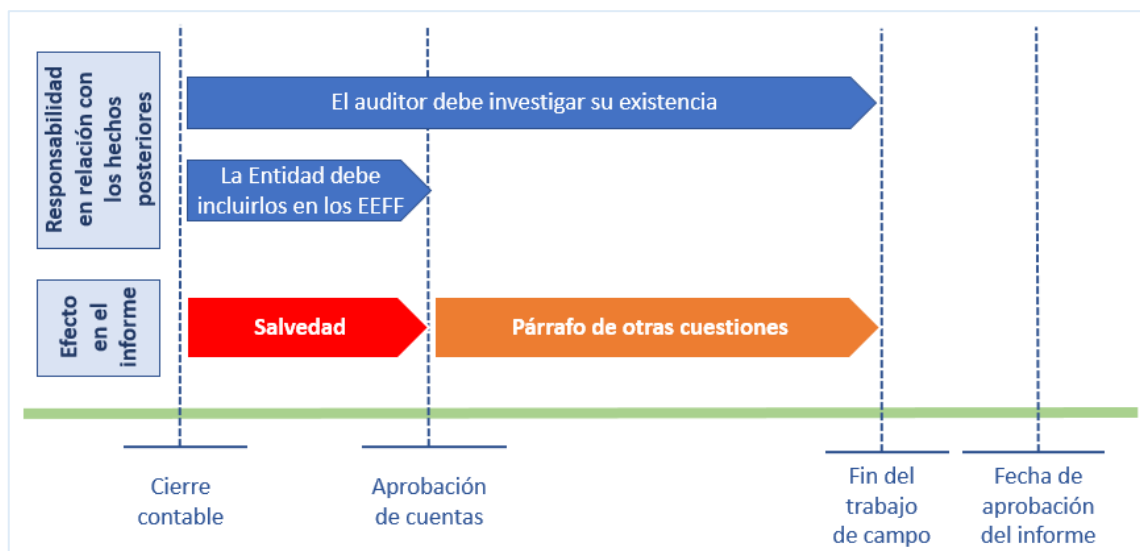 Responsabilidad
en relación con
los hechos
posteriores
El auditor debe investigar su existencia
La Entidad debe
incluirlos en los EEFF
Efecto
en el
informe
Salvedad
Párrafo de otras cuestiones
Cierre
contable
Aprobación
de cuentas
Fin del
trabajo
de campo
Fecha de
aprobación
del informe